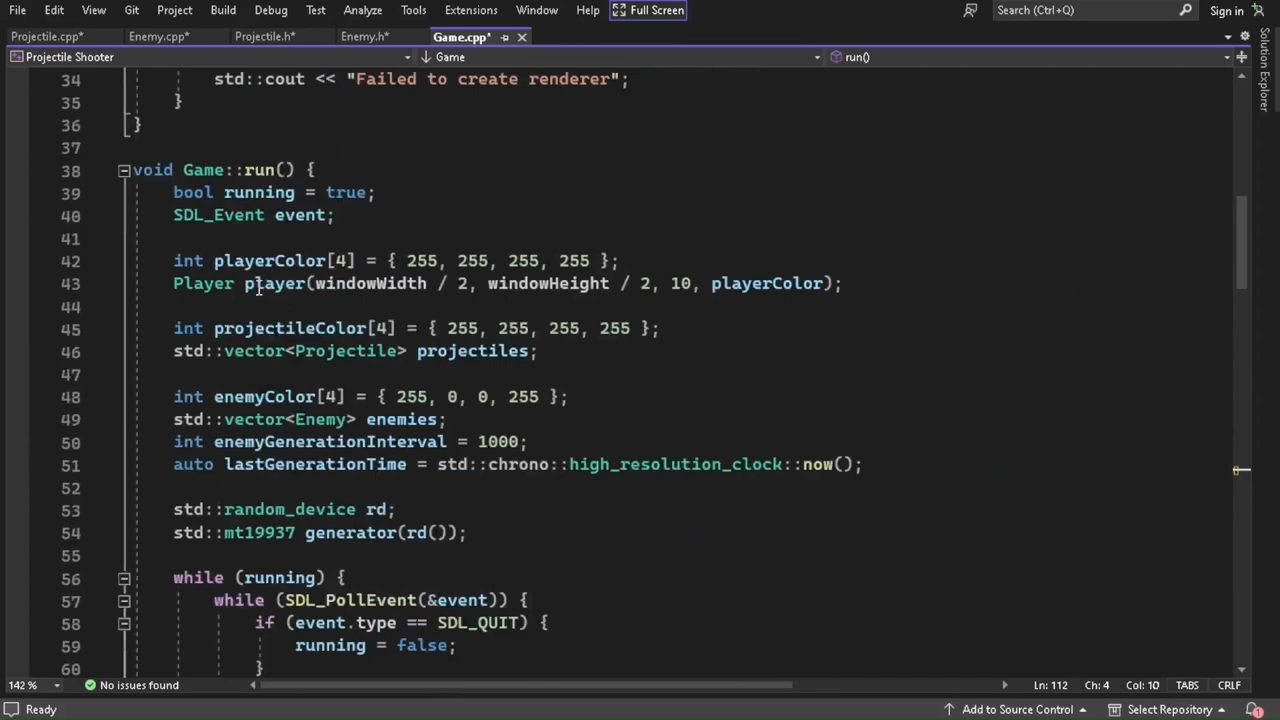 File Edit View Git Project Build Debug Test Analyze Tools Extensions Window Help Full Screen Search (Ctrl+Q) Sign in
Projectile.cpp* Enemy.cpp* Projectile.h* Enemy.h* Game.cpp*
Projectile Shooter Game run()
Solution Explorer
34 std::cout << "Failed to create renderer";
35 }
36 }
37
38 void Game::run() {
39 bool running = true;
40 SDL_Event event;
41
42 int playerColor[4] = { 255, 255, 255, 255 };
43 Player player(windowWidth / 2, windowHeight / 2, 10, playerColor);
44
45 int projectileColor[4] = { 255, 255, 255, 255 };
46 std::vector<Projectile> projectiles;
47
48 int enemyColor[4] = { 255, 0, 0, 255 };
49 std::vector<Enemy> enemies;
50 int enemyGenerationInterval = 1000;
51 auto lastGenerationTime = std::chrono::high_resolution_clock::now();
52
53 std::random_device rd;
54 std::mt19937 generator(rd());
55
56 while (running) {
57 while (SDL_PollEvent(&event)) {
58 if (event.type == SDL_QUIT) {
59 running = false;
60 }
142 % No issues found Ln: 112 Ch: 4 Col: 10 TABS CRLF
Ready Add to Source Control Select Repository 1